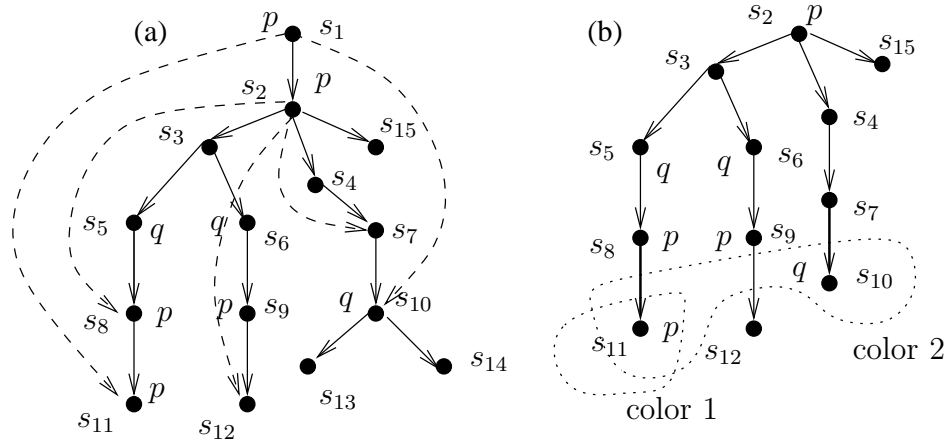 (a)
p s1
s2 p
s3 s15
s4
s5 q q s6 s7
s8 p p s9 q s10
s11 p s12 s13 s14
(b)
s2 p
s3 s15
s4
s5 q q s6
s7
s8 p p s9 q s10
s11 p s12
color 2
color 1